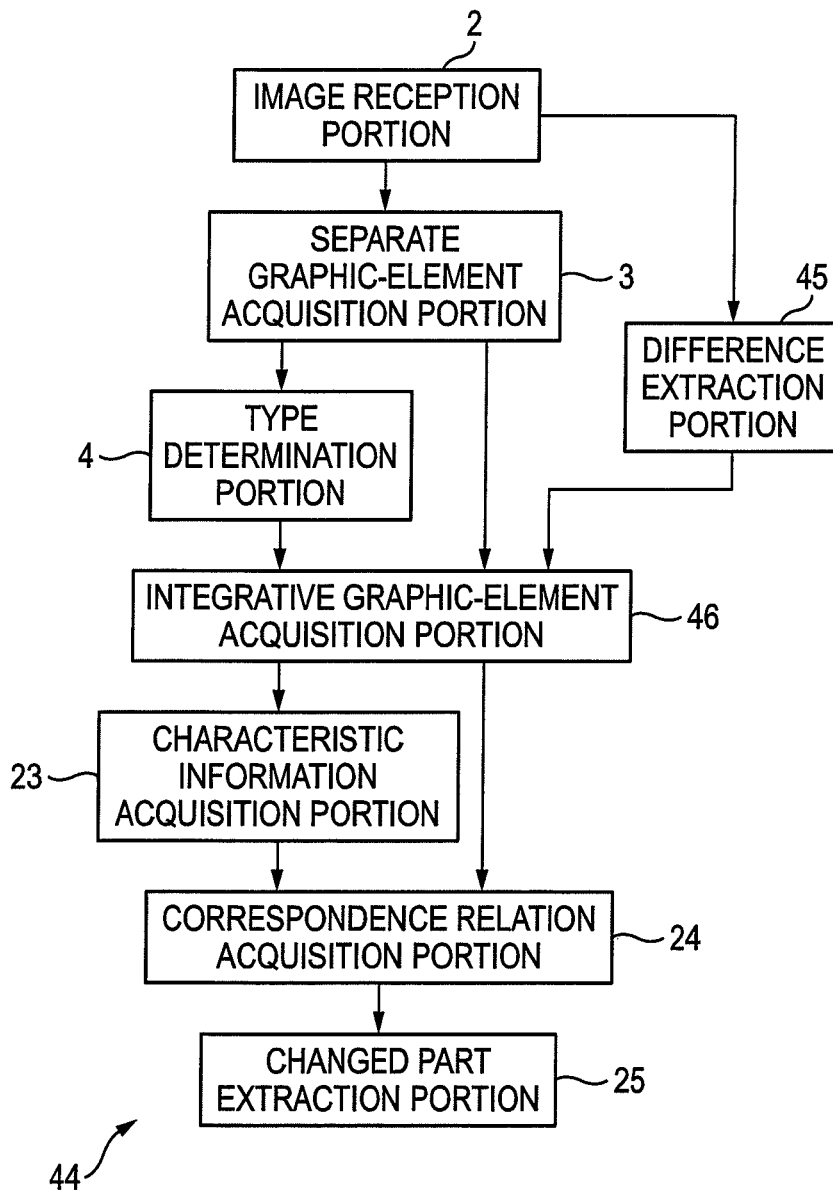 2
IMAGE RECEPTION
PORTION
SEPARATE
GRAPHIC-ELEMENT
ACQUISITION PORTION
3
45
DIFFERENCE
EXTRACTION
PORTION
4
TYPE
DETERMINATION
PORTION
INTEGRATIVE GRAPHIC-ELEMENT
ACQUISITION PORTION
46
23
CHARACTERISTIC
INFORMATION
ACQUISITION PORTION
CORRESPONDENCE RELATION
ACQUISITION PORTION
24
CHANGED PART
EXTRACTION PORTION
25
44